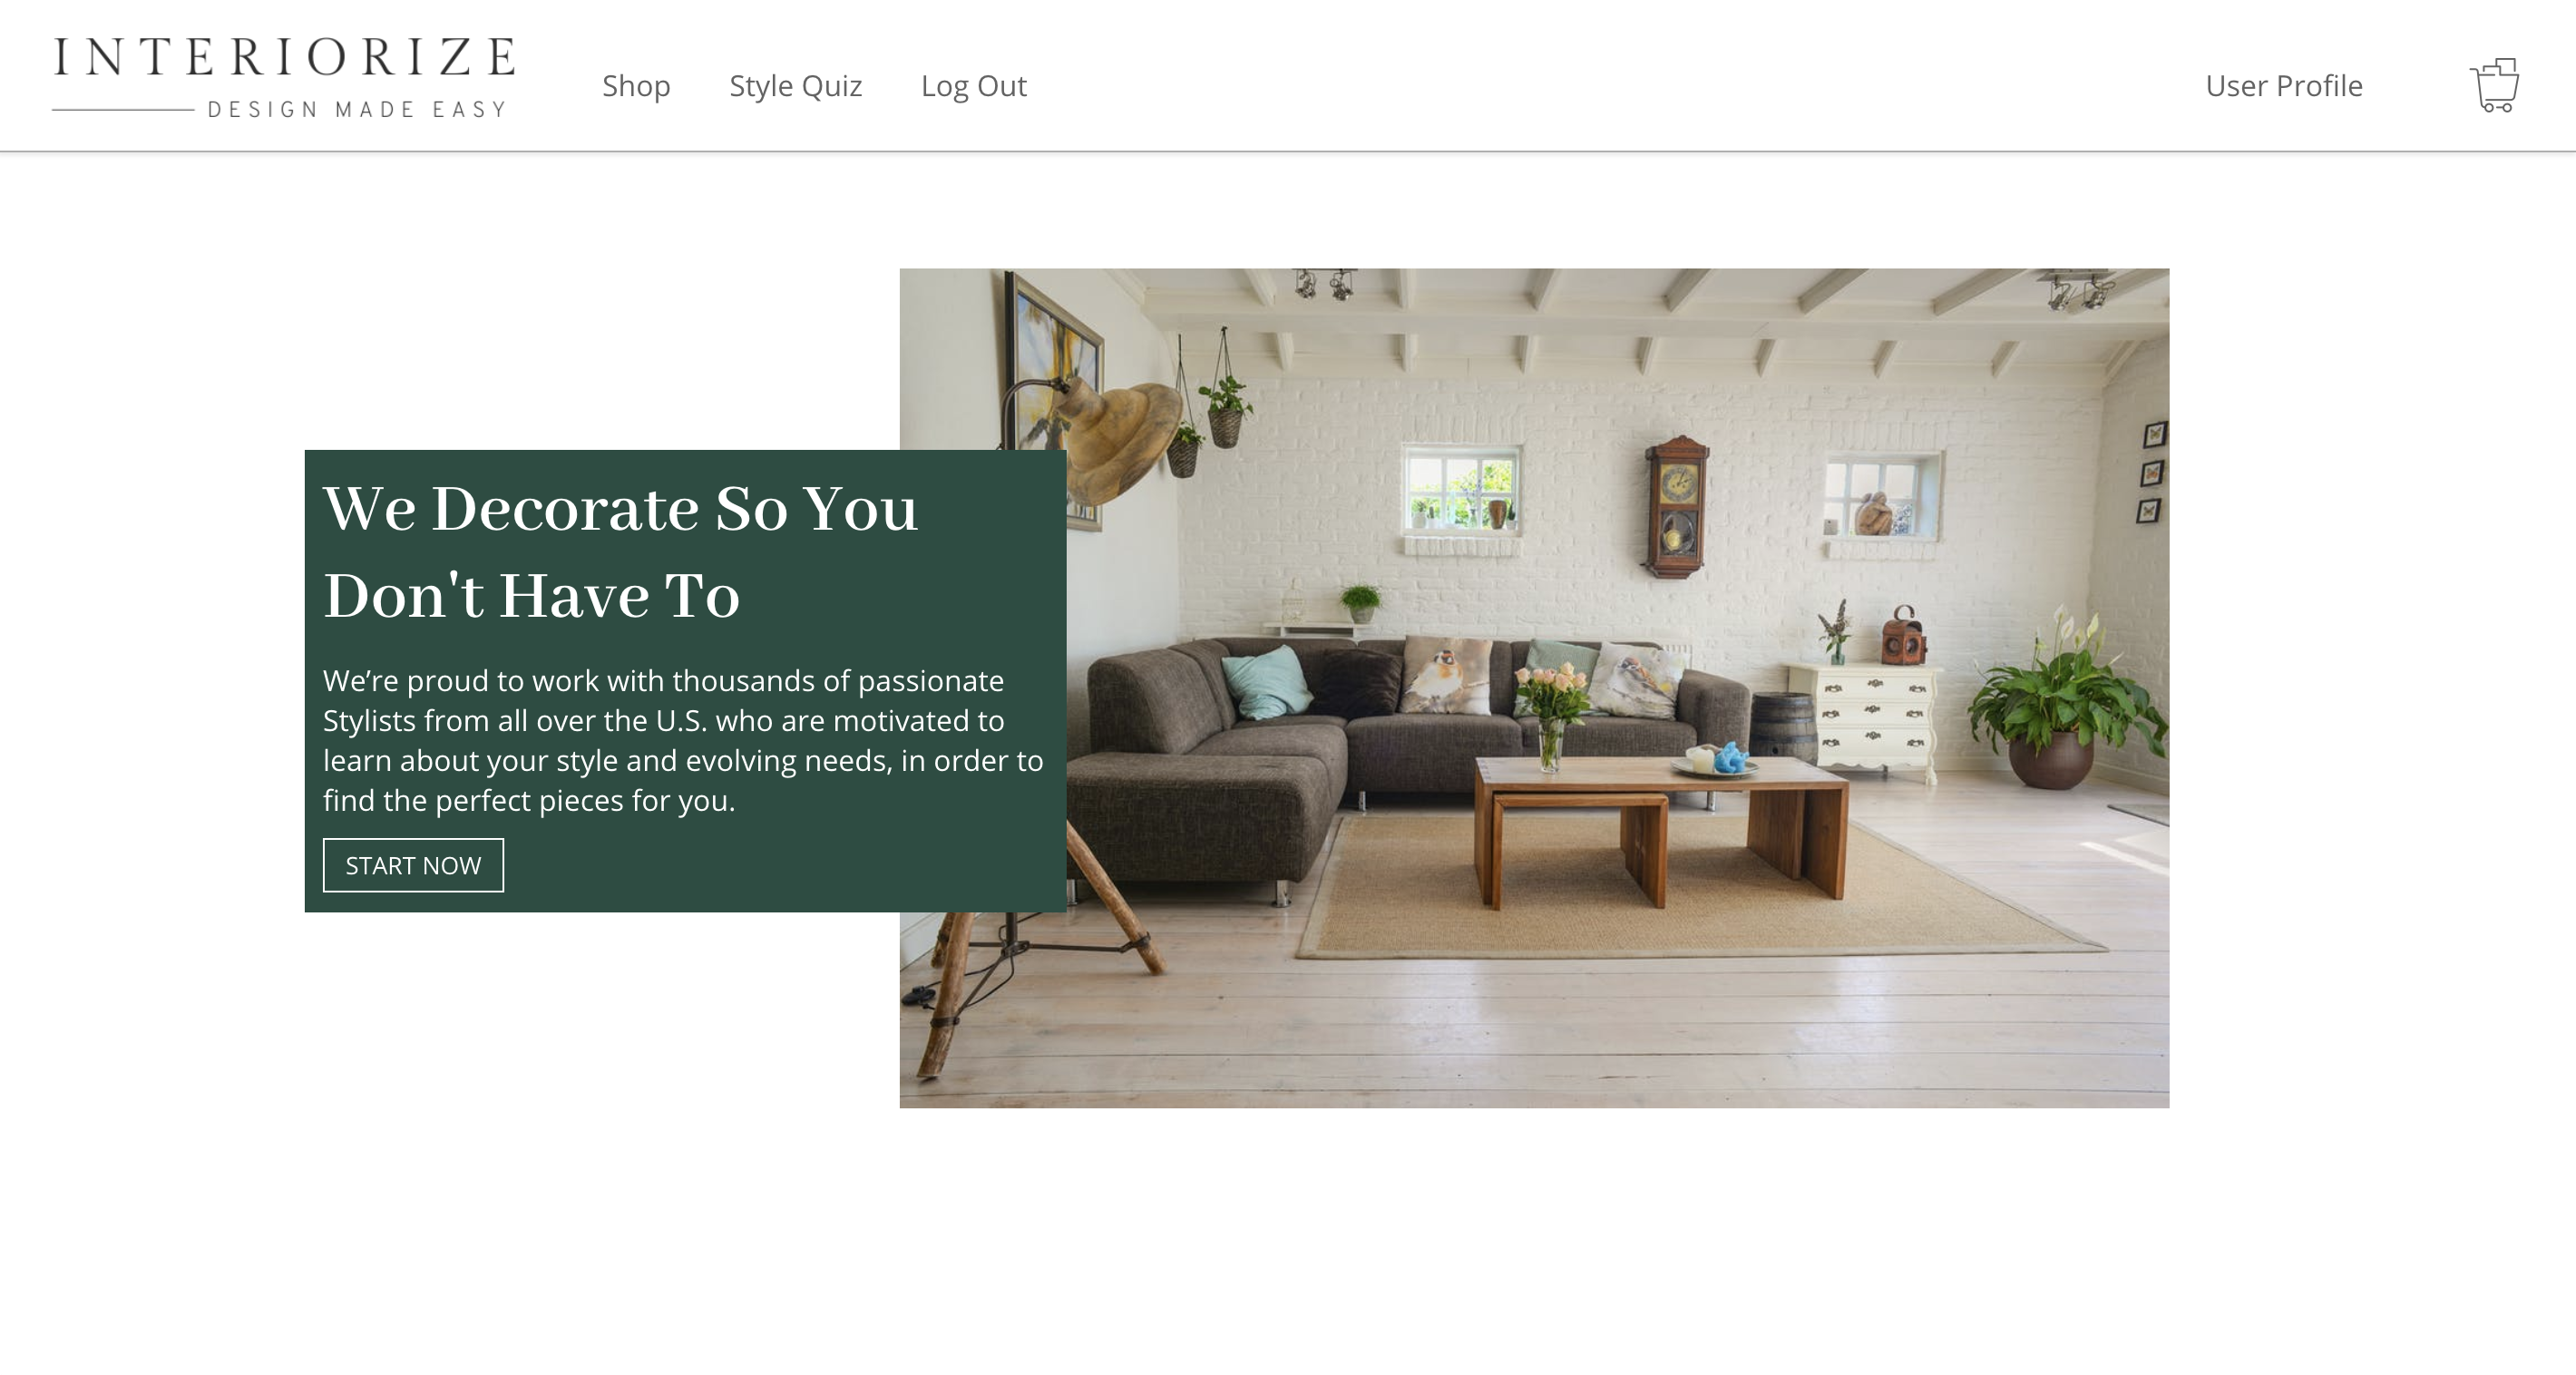 INTERIORIZE
DESIGN MADE EASY
Shop
Style Quiz
Log Out
User Profile
We Decorate So You
Don't Have To
We’re proud to work with thousands of passionate
Stylists from all over the U.S. who are motivated to
learn about your style and evolving needs, in order to
find the perfect pieces for you.
START NOW